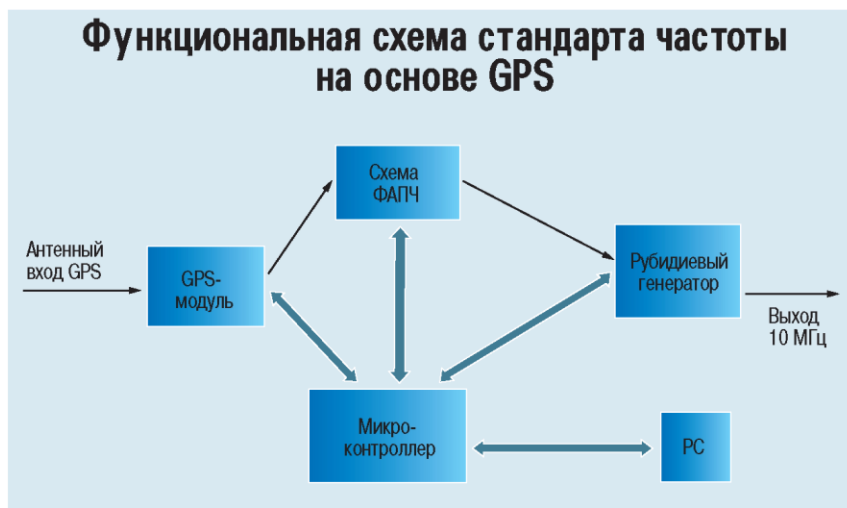 Функциональная схема стандарта частоты
на основе GPS
Схема
ФАПЧ
Антенный
вход GPS
GPS-
модуль
Рубидиевый
генератор
Выход
10 МГц
Микро-
контроллер
PC